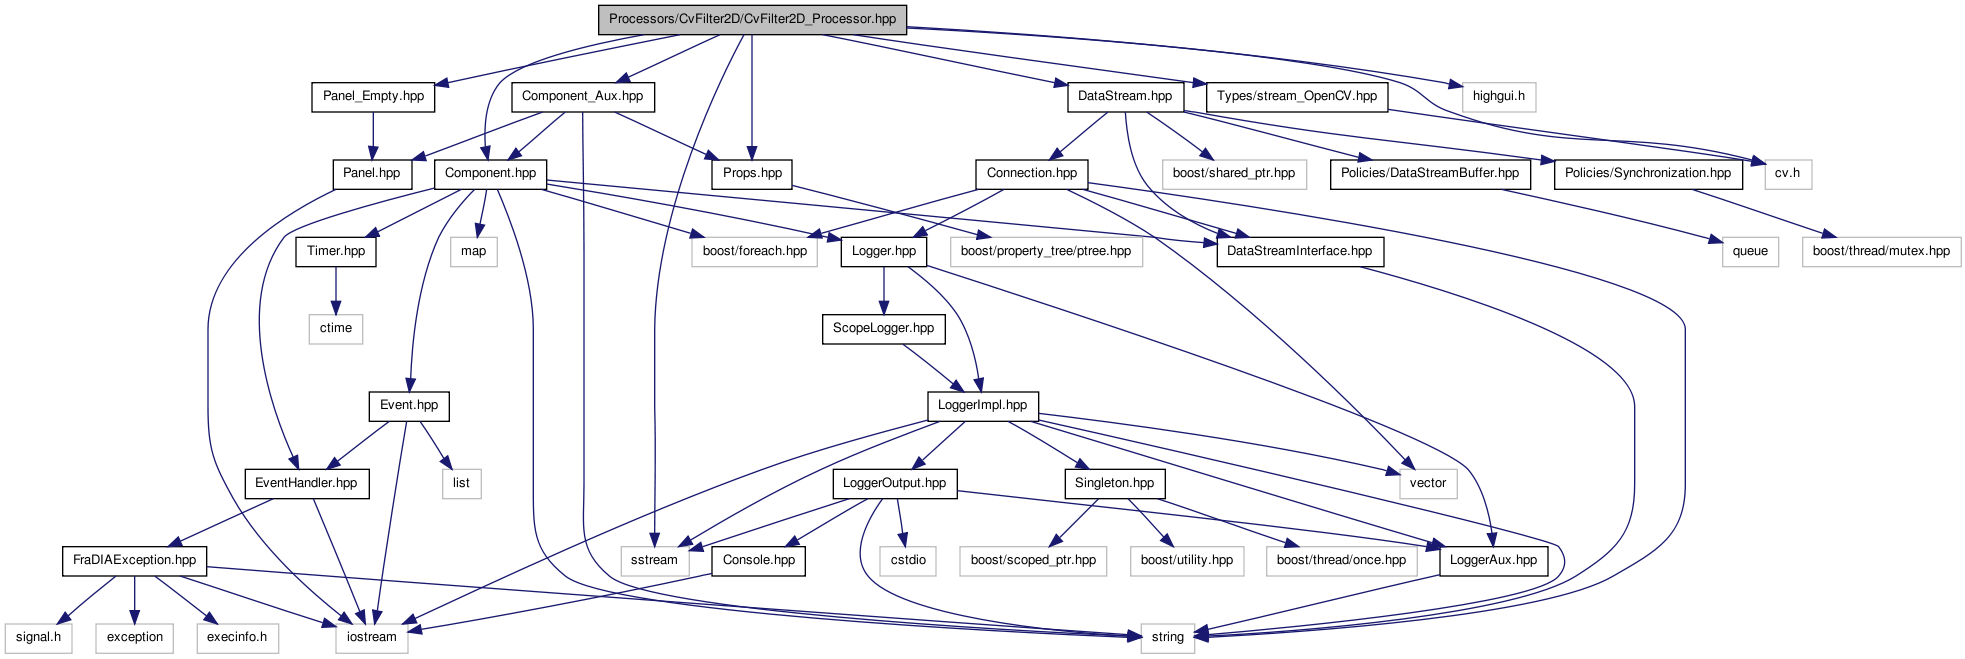 Processors/CvFilter2D/CvFilter2D_Processor.hpp
Panel_Empty.hpp
Component_Aux.hpp
DataStream.hpp
Types/stream_OpenCV.hpp
highgui.h
Panel.hpp
Component.hpp
Props.hpp
Connection.hpp
boost/shared_ptr.hpp
Policies/DataStreamBuffer.hpp
Policies/Synchronization.hpp
cv.h
Timer.hpp
map
boost/foreach.hpp
Logger.hpp
boost/property_tree/ptree.hpp
DataStreamInterface.hpp
queue
boost/thread/mutex.hpp
ctime
ScopeLogger.hpp
Event.hpp
LoggerImpl.hpp
EventHandler.hpp
list
LoggerOutput.hpp
Singleton.hpp
vector
FraDIAException.hpp
sstream
Console.hpp
cstdio
boost/scoped_ptr.hpp
boost/utility.hpp
boost/thread/once.hpp
LoggerAux.hpp
signal.h
exception
execinfo.h
iostream
string